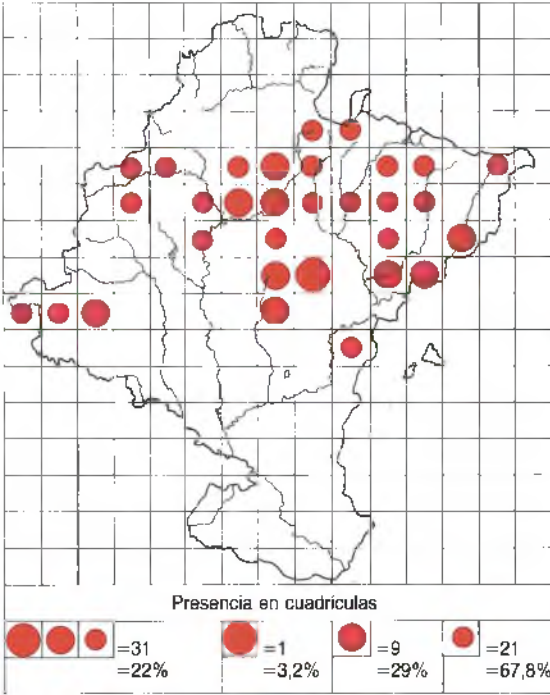 Presencia en cuadrículas
=31 =1 =9 =21
=22% =3,2% =29% =67,8%